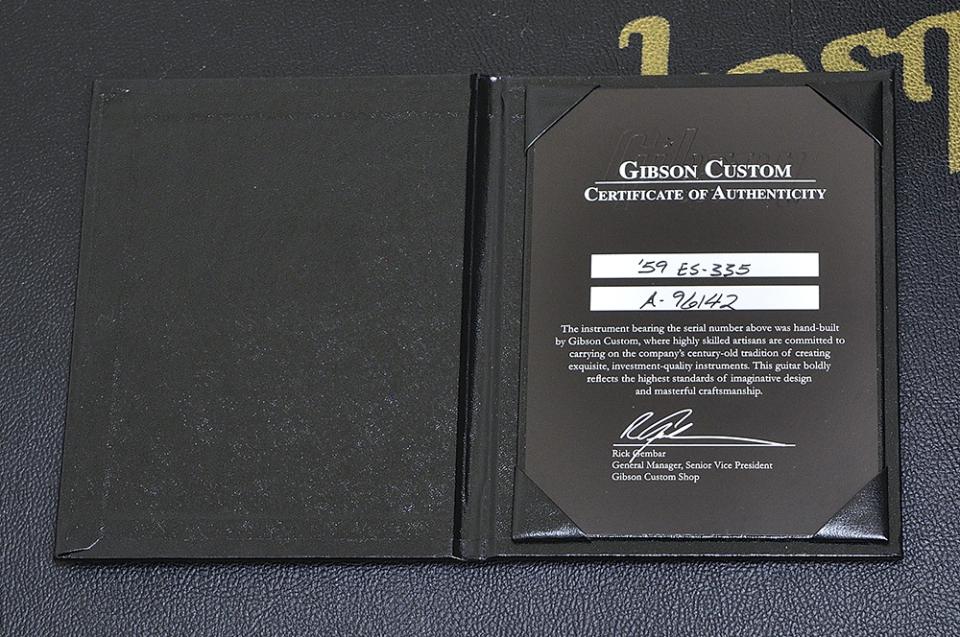 Les P
Gibson
GIBSON CUSTOM
CERTIFICATE OF AUTHENTICITY
'59 ES-335
A-96142
The instrument bearing the serial number above was hand-built
by Gibson Custom, where highly skilled artisans are committed to
carrying on the company's century-old tradition of creating
exquisite, investment-quality instruments. This guitar boldly
reflects the highest standards of imaginative design
and masterful craftsmanship.
Rick Gembar
General Manager, Senior Vice President
Gibson Custom Shop